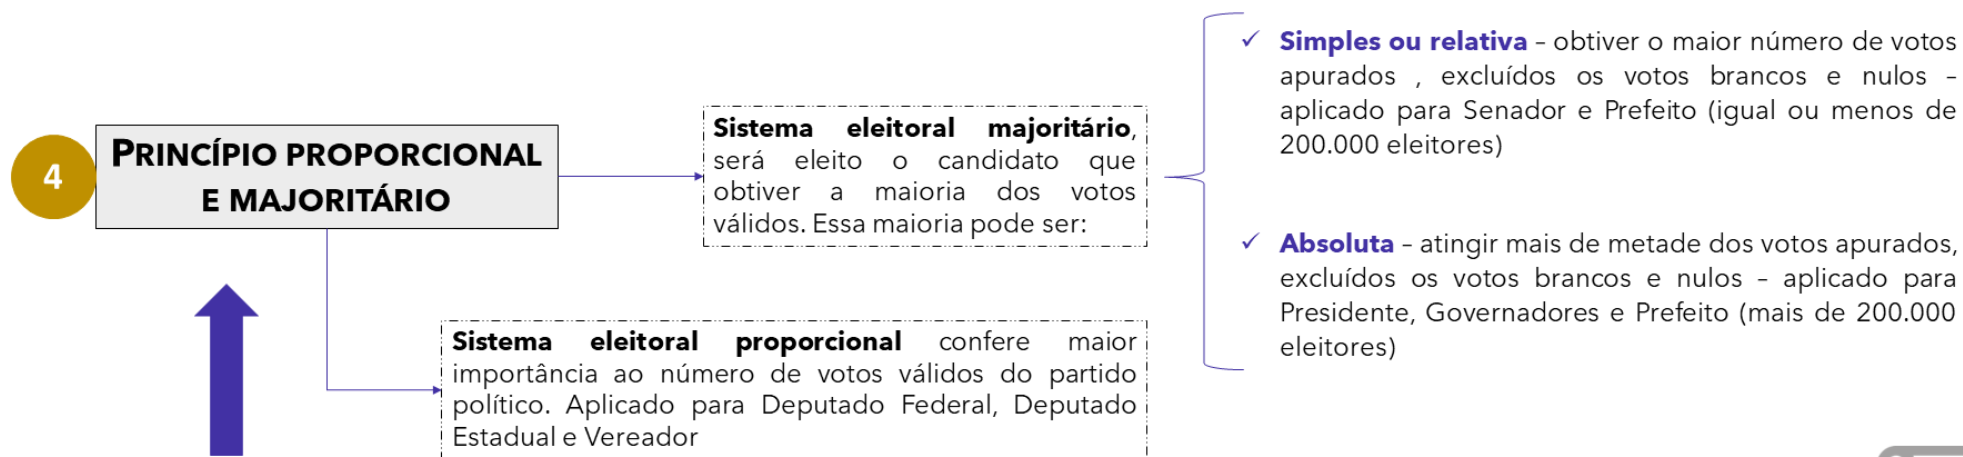 4
PRINCÍPIO PROPORCIONAL
E MAJORITÁRIO
Sistema eleitoral majoritário,
será eleito o candidato que
obtiver a maioria dos votos
válidos. Essa maioria pode ser:
✓ Simples ou relativa – obtiver o maior número de votos
apurados , excluídos os votos brancos e nulos –
aplicado para Senador e Prefeito (igual ou menos de
200.000 eleitores)
✓ Absoluta – atingir mais de metade dos votos apurados,
excluídos os votos brancos e nulos – aplicado para
Presidente, Governadores e Prefeito (mais de 200.000
eleitores)
Sistema eleitoral proporcional confere maior
importância ao número de votos válidos do partido
político. Aplicado para Deputado Federal, Deputado
Estadual e Vereador